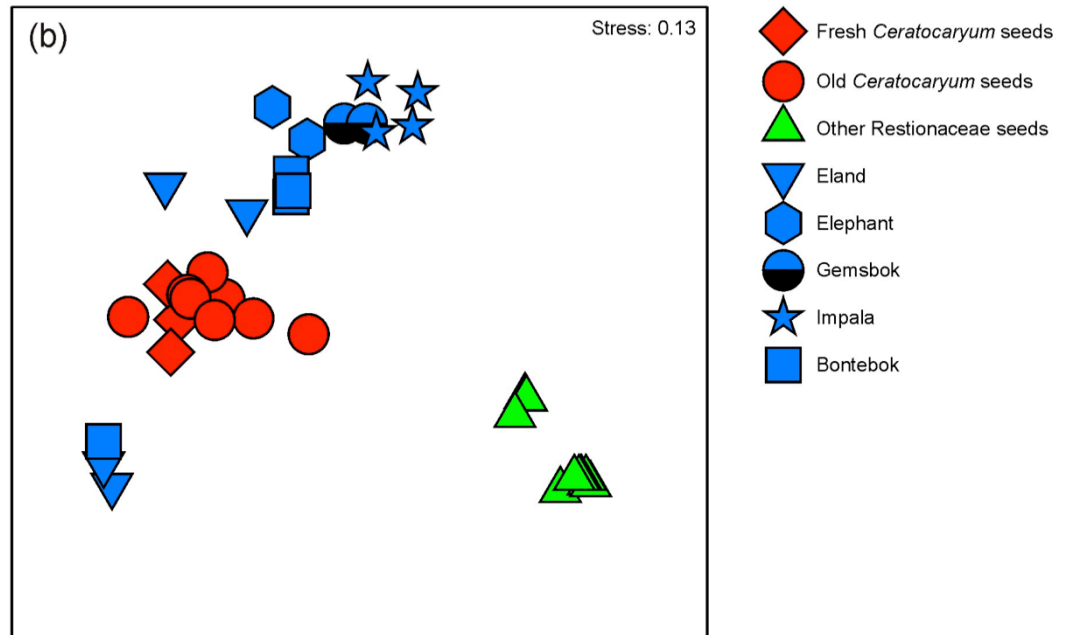 (b)
Stress: 0.13
Fresh Ceratocaryum seeds
Old Ceratocaryum seeds
Other Restionaceae seeds
Eland
Elephant
Gemsbok
Impala
Bontebok